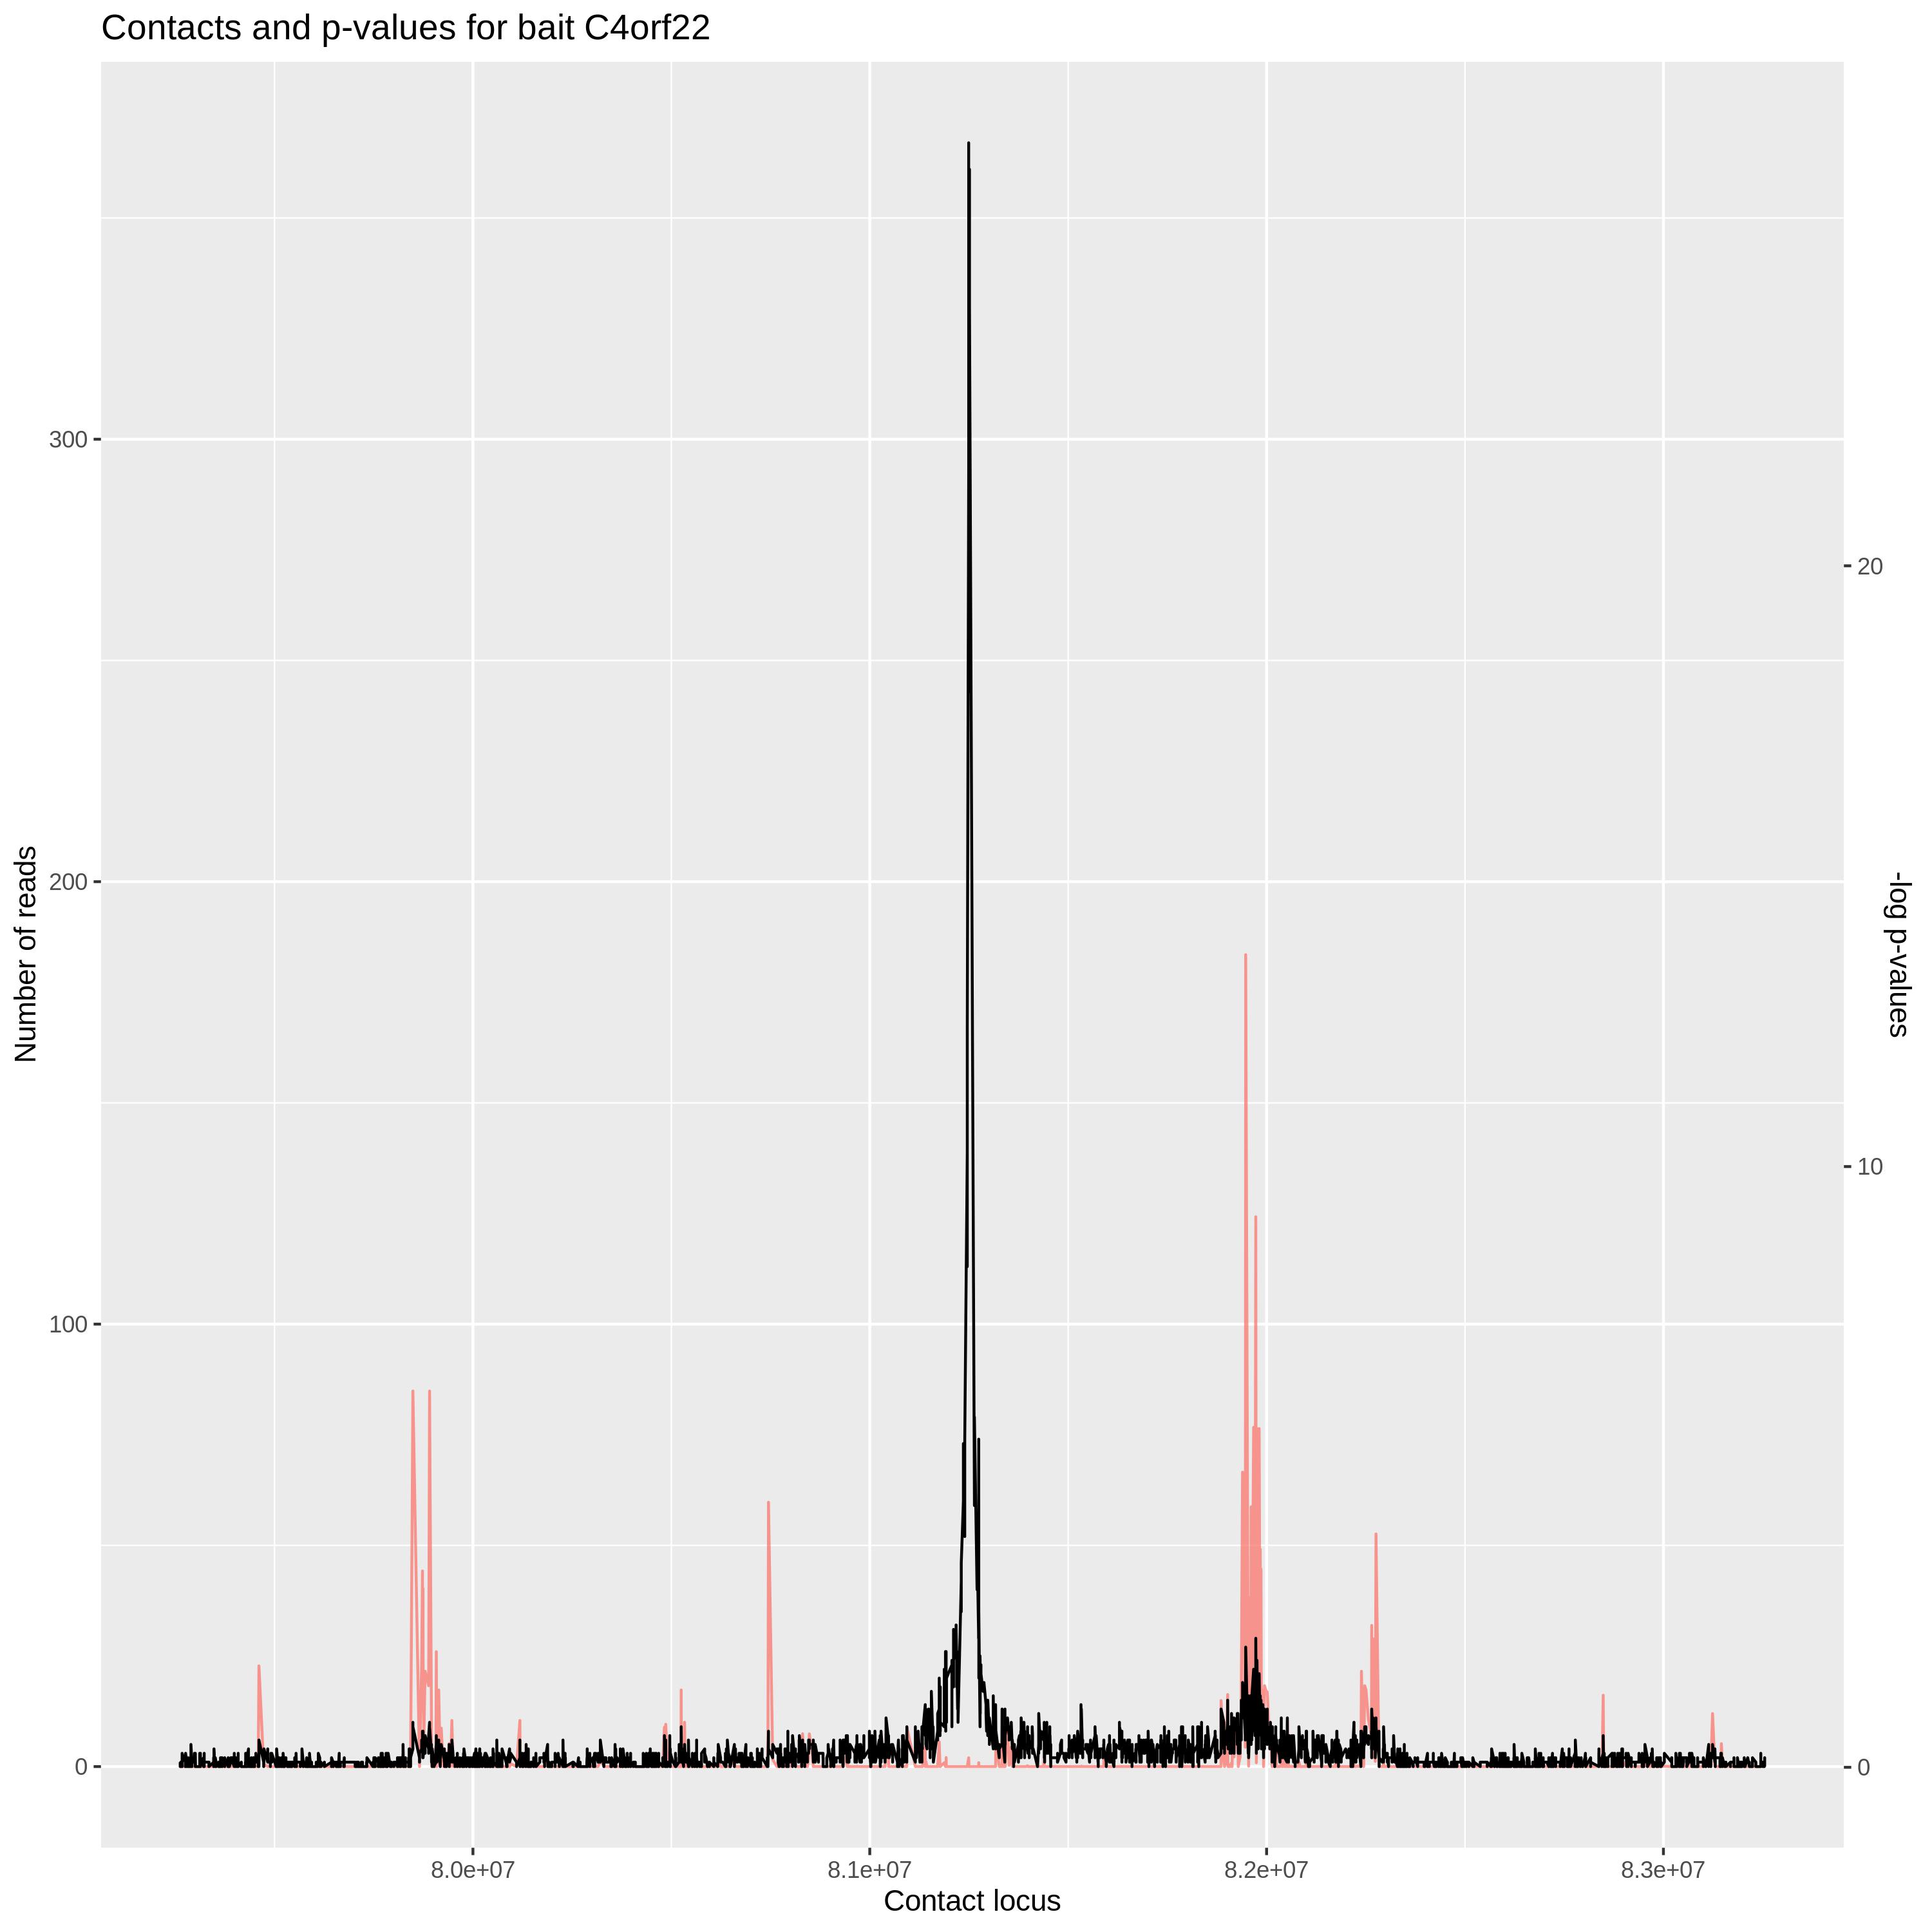 Contacts and p-values for bait C4orf22
Number of reads
300
200
100
0
20
10
0
-log p-values
8.0e+07
8.1e+07
8.2e+07
8.3e+07
Contact locus